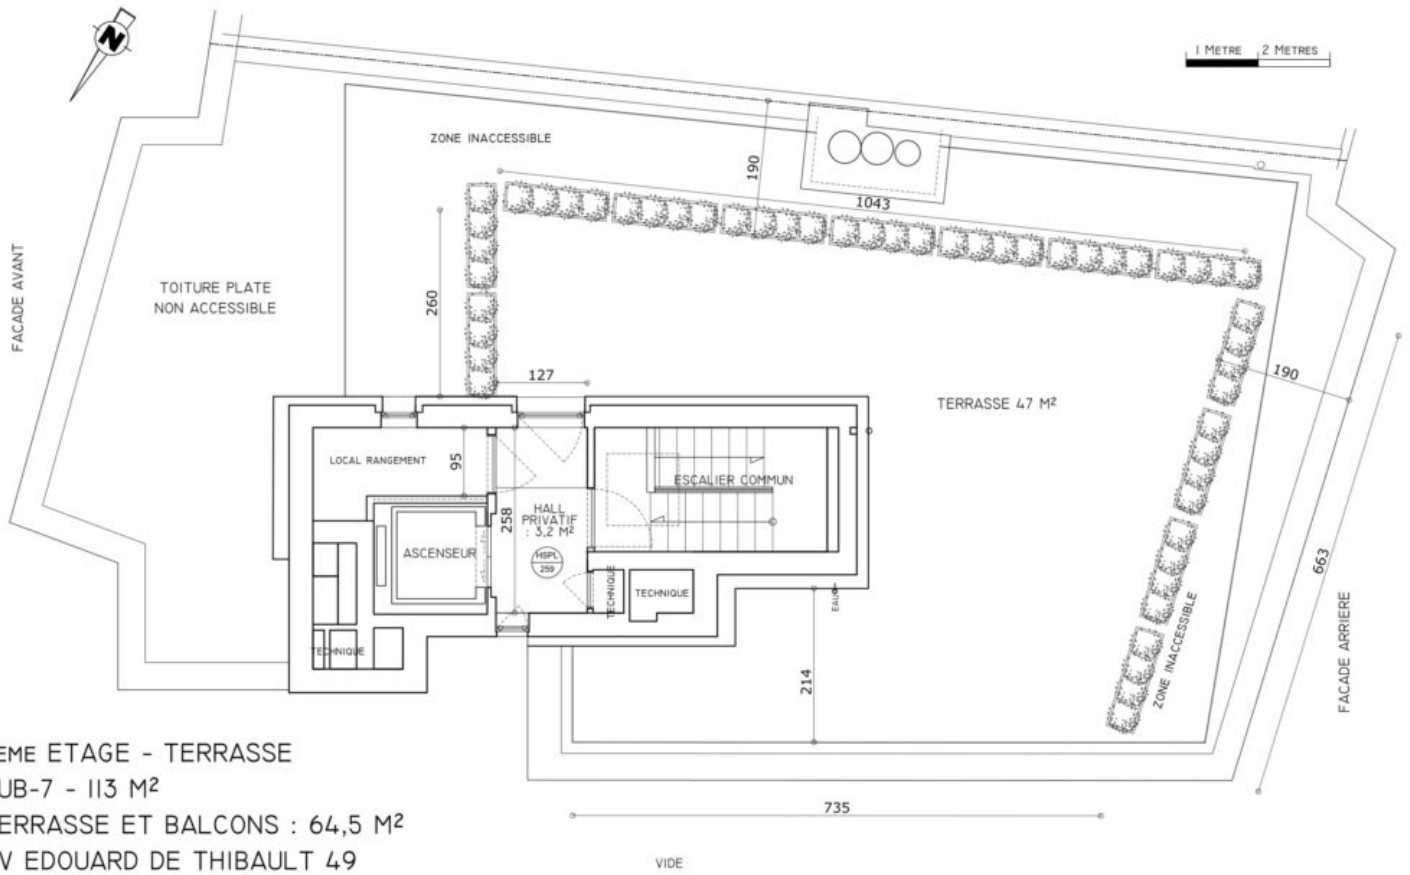 N
1 METRE 2 METRES
ZONE INACCESSIBLE
190
1043
FACADE AVANT
TOITURE PLATE
NON ACCESSIBLE
260
127
190
TERRASSE 47 M²
LOCAL RANGEMENT
95
ESCALIER COMMUN
258
HALL
PRIVATIF
: 3,2 M²
ASCENSEUR
HSPL
259
TECHNIQUE
TECHNIQUE
EAU
663
FACADE ARRIERE
ZONE INACCESSIBLE
TECHNIQUE
214
EME ETAGE - TERRASSE
UB-7 - 113 M²
ERRASSE ET BALCONS : 64,5 M²
735
V EDOUARD DE THIBAULT 49
VIDE